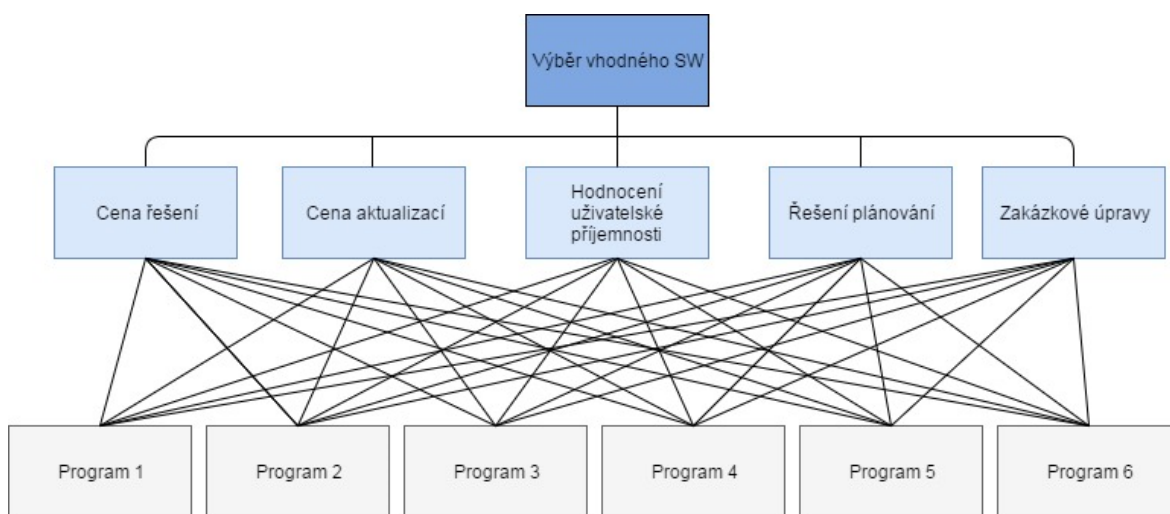 Výběr vhodného SW
Cena řešení
Cena aktualizací
Hodnocení
uživatelské
příjemnosti
Řešení plánování
Zakázkové úpravy
Program 1
Program 2
Program 3
Program 4
Program 5
Program 6